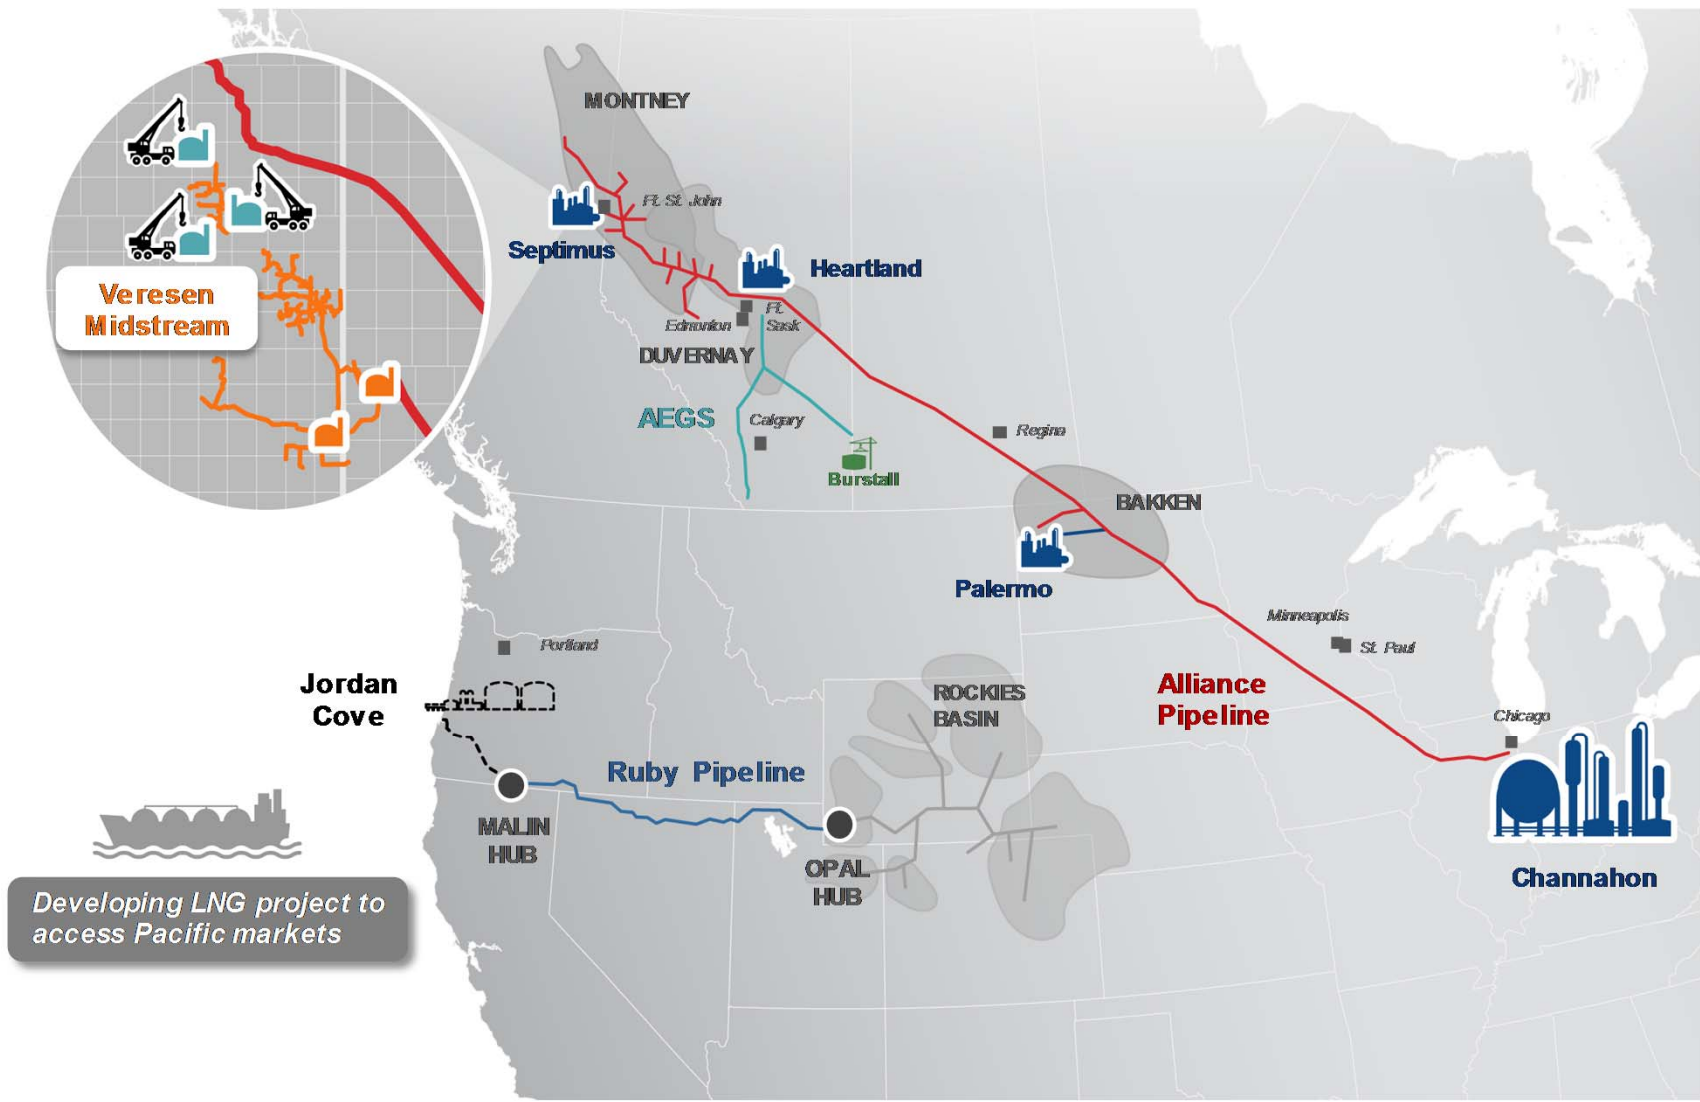 MONTNEY
Ft. St. John
Septimus
Heartland
Veresen
Midstream
Edmonton
Ft.
Sask
DUVERNAY
AEGS
Calgary
Regina
Burstall
BAKKEN
Palermo
Minneapolis
St. Paul
Portland
Jordan
Cove
ROCKIES
BASIN
Alliance
Pipeline
Chicago
Ruby Pipeline
MALIN
HUB
OPAL
HUB
Channahon
Developing LNG project to
access Pacific markets